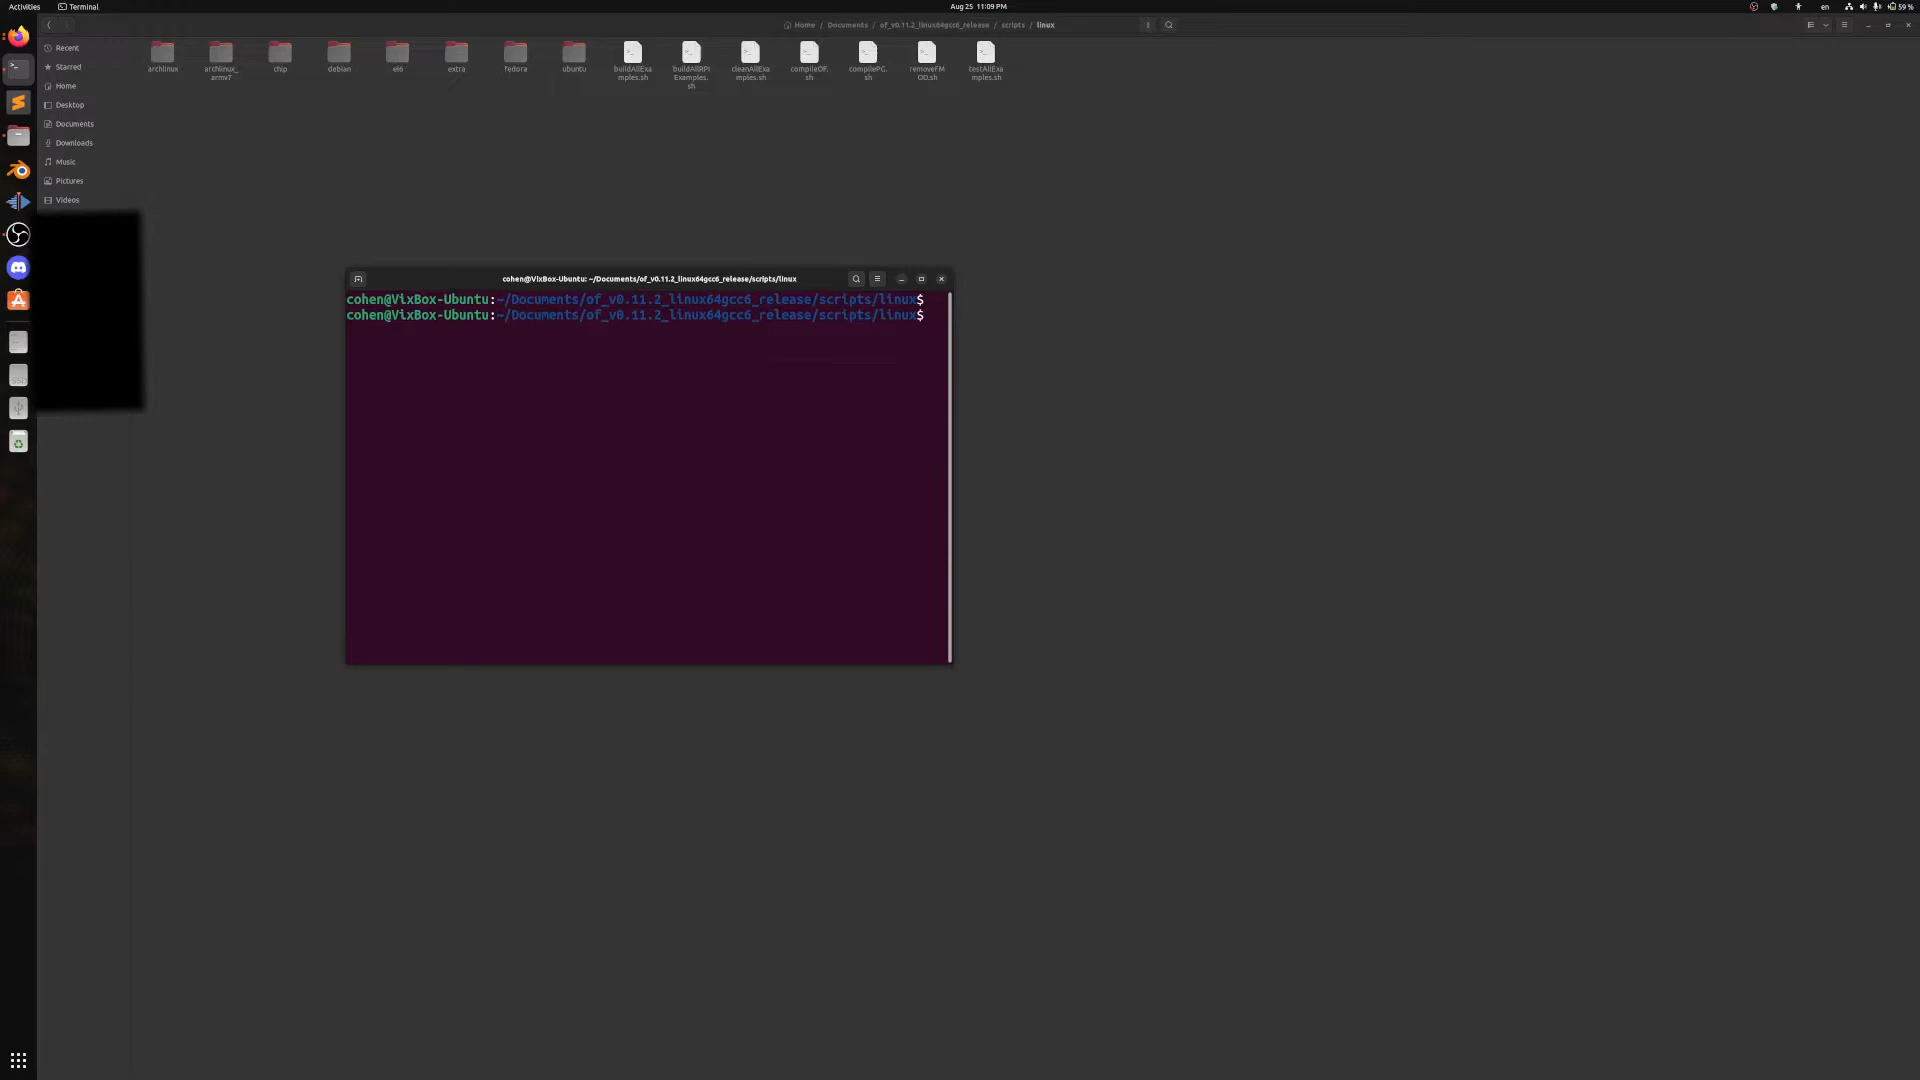 Activities
Terminal
Aug 25 11:09 PM
en
59 %
Home / Documents / of_v0.11.2_linux64gcc6_release / scripts / linux
Recent
Starred
Home
Desktop
Documents
Downloads
Music
Pictures
Videos
archlinux
archlinux_
armv7
chip
debian
el6
extra
fedora
ubuntu
buildAllExa
mples.sh
buildAllRPI
Examples.
sh
cleanAllExa
mples.sh
compileOF.
sh
compilePG.
sh
removeFM
OD.sh
testAllExa
mples.sh
cohen@VixBox-Ubuntu: ~/Documents/of_v0.11.2_linux64gcc6_release/scripts/linux
cohen@VixBox-Ubuntu:~/Documents/of_v0.11.2_linux64gcc6_release/scripts/linux$
cohen@VixBox-Ubuntu:~/Documents/of_v0.11.2_linux64gcc6_release/scripts/linux$